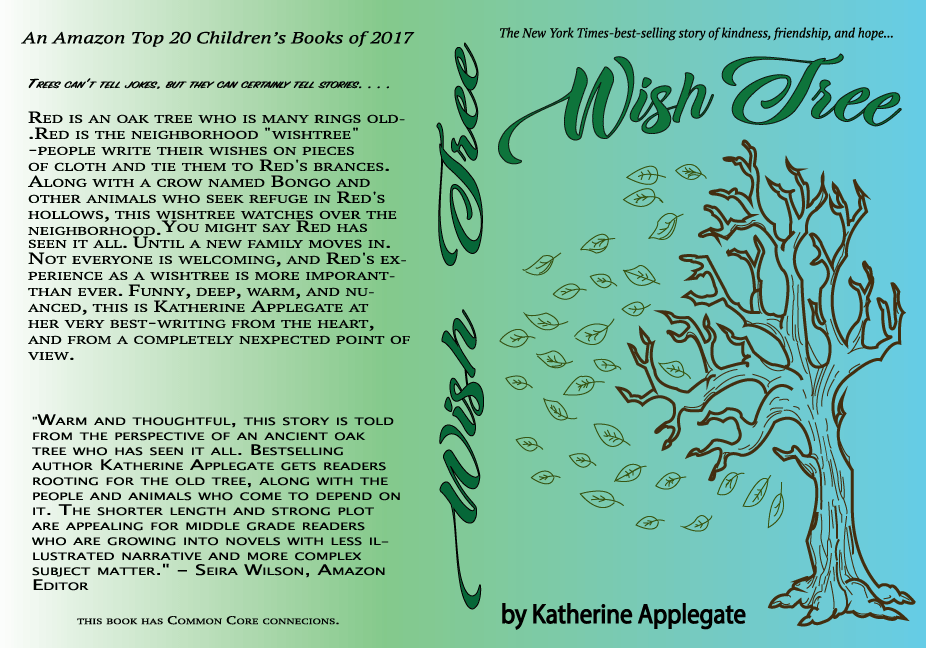 An Amazon Top 20 Children's Books of 2017
Trees can't tell jokes, but they can certainly tell stories. . . .
Red is an oak tree who is many rings old-
.Red is the neighborhood "wishtree"
-people write their wishes on pieces
of cloth and tie them to Red's brances.
Along with a crow named Bongo and
other animals who seek refuge in Red's
hollows, this wishtree watches over the
neighborhood.You might say Red has
seen it all. Until a new family moves in.
Not everyone is welcoming, and Red's ex-
perience as a wishtree is more imporant-
than ever. Funny, deep, warm, and nu-
anced, this is Katherine Applegate at
her very best-writing from the heart,
and from a completely nexpected point of
view.
"Warm and thoughtful, this story is told
from the perspective of an ancient oak
tree who has seen it all. Bestselling
author Katherine Applegate gets readers
rooting for the old tree, along with the
people and animals who come to depend on
it. The shorter length and strong plot
are appealing for middle grade readers
who are growing into novels with less il-
lustrated narrative and more complex
subject matter." – Seira Wilson, Amazon
Editor
this book has Common Core connecions.
Wish Tree
The New York Times-best-selling story of kindness, friendship, and hope...
Wish Tree
by Katherine Applegate